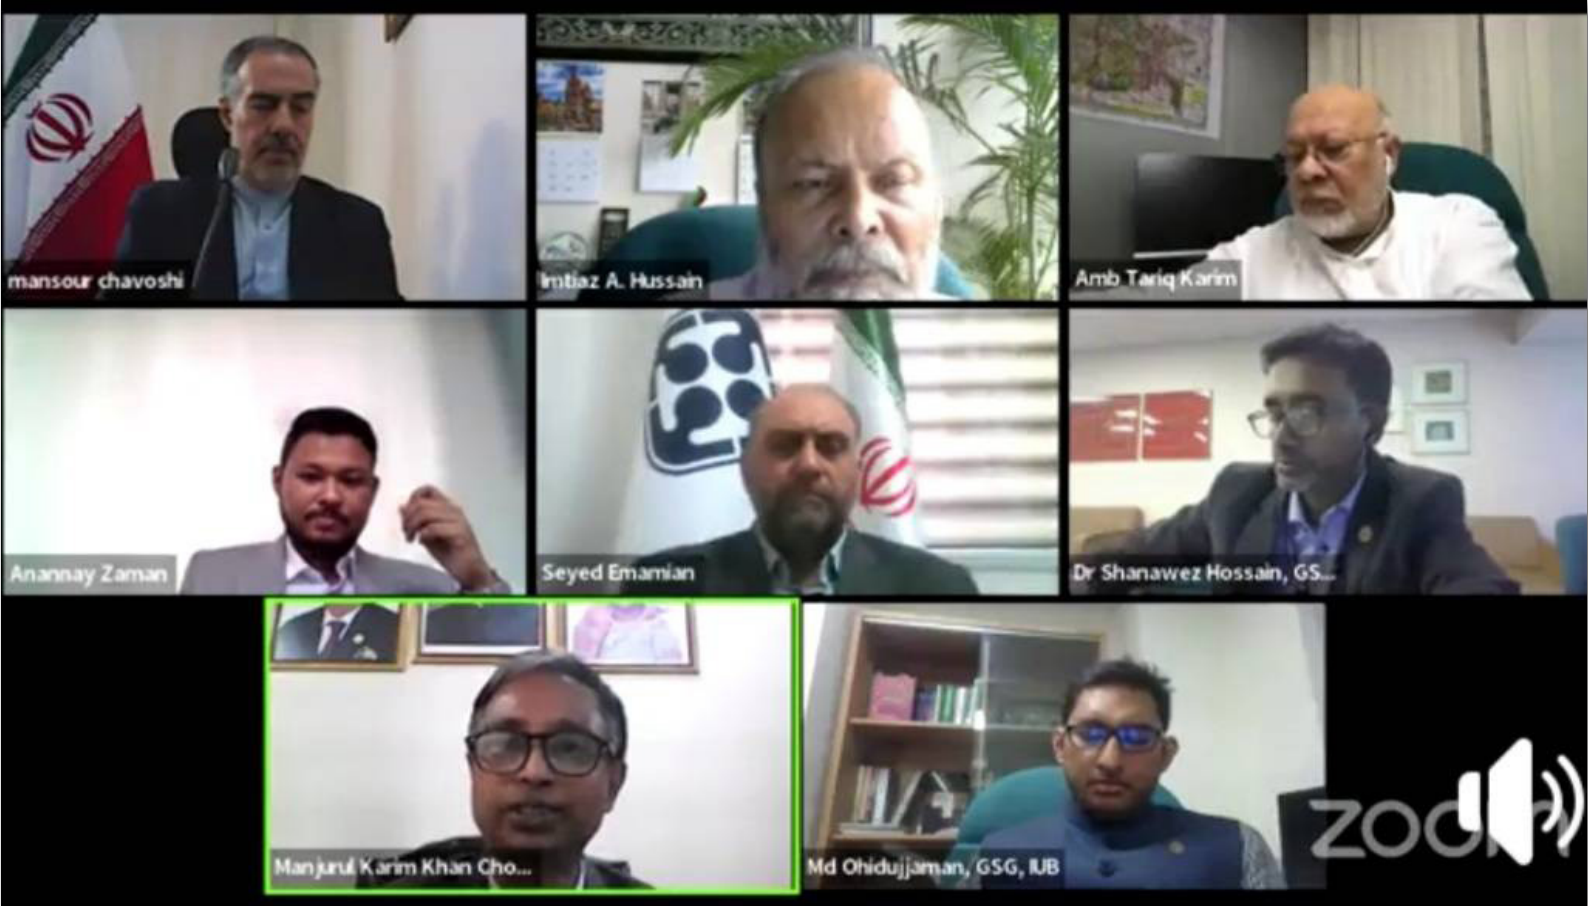 mansour chavoshi
Imtiaz A. Hussain
Amb Tariq Karim
Anannay Zaman
Seyed Emamian
Dr Shanawez Hossain, GS...
Manjurul Karim Khan Cho...
Md Ohidujjaman, GSG, IUB
zoom